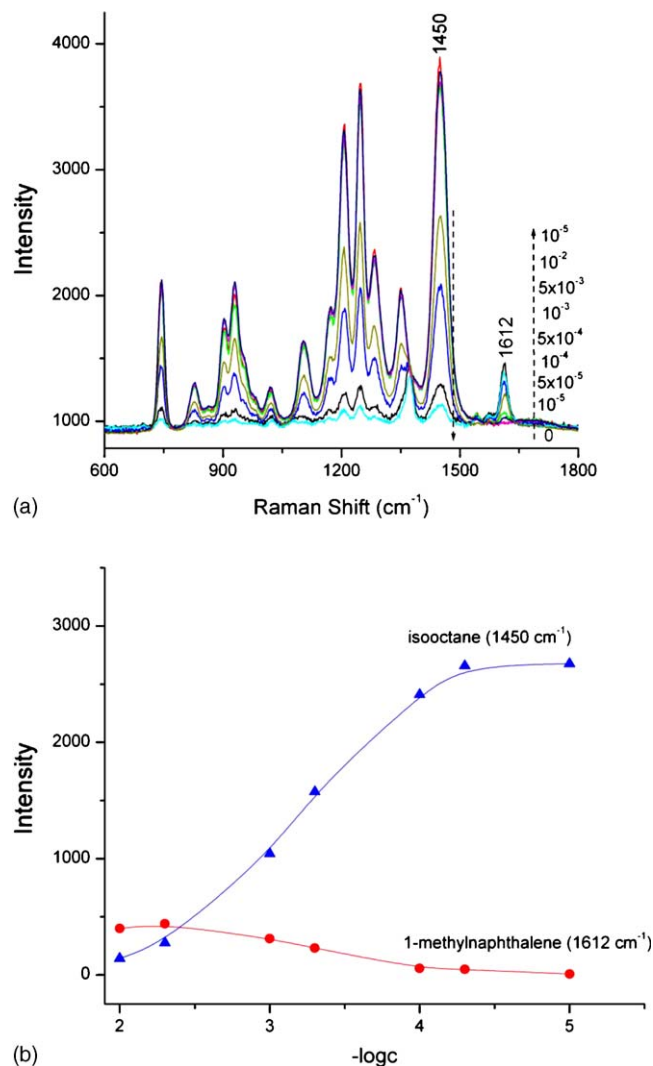 4000
3000
2000
1000
Intensity
1450
1612
10⁻⁵
10⁻²
5x10⁻³
10⁻³
5x10⁻⁴
10⁻⁴
5x10⁻⁵
10⁻⁵
0
600 900 1200 1500 1800
(a)
Raman Shift (cm⁻¹)
3000
2000
1000
0
Intensity
isooctane (1450 cm⁻¹)
1-methylnaphthalene (1612 cm⁻¹)
2 3 4 5
(b)
-logc